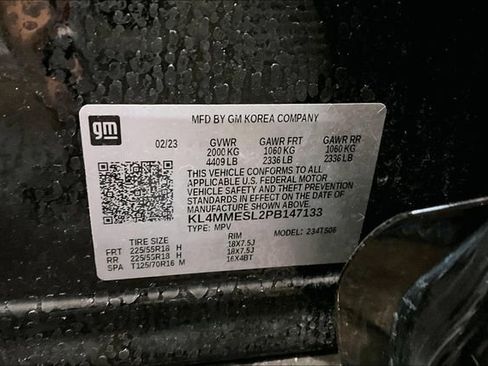 gm
MFD BY GM KOREA COMPANY
02/23 GVWR GAWR FRT GAWR RR
2000 KG 1060 KG 1060 KG
4409 LB 2336 LB 2336 LB
THIS VEHICLE CONFORMS TO ALL
APPLICABLE U.S. FEDERAL MOTOR
VEHICLE SAFETY AND THEFT PREVENTION
STANDARDS IN EFFECT ON THE DATE OF
MANUFACTURE SHOWN ABOVE.
KL4MMESL2PB147133
TYPE: MPV MODEL: 234TS06
TIRE SIZE RIM
FRT 225/55R18 H 18X7.5J
RR 225/55R18 H 18X7.5J
SPA T125/70R16 M 16X4BT